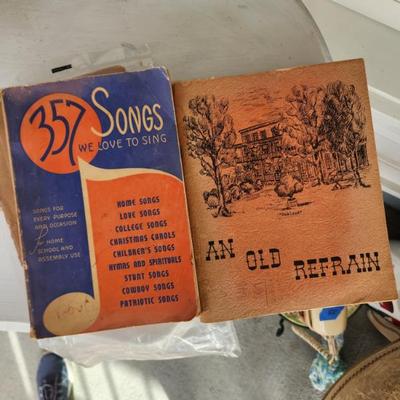 357 SONGS
WE LOVE TO SING
SONGS FOR
EVERY PURPOSE
AND OCCASION
For HOME
SCHOOL AND
ASSEMBLY USE
HOME SONGS
LOVE SONGS
COLLEGE SONGS
CHRISTMAS CAROLS
CHILDREN'S SONGS
HYMNS AND SPIRITUALS
STUNT SONGS
COWBOY SONGS
PATRIOTIC SONGS
AN OLD REFRAIN